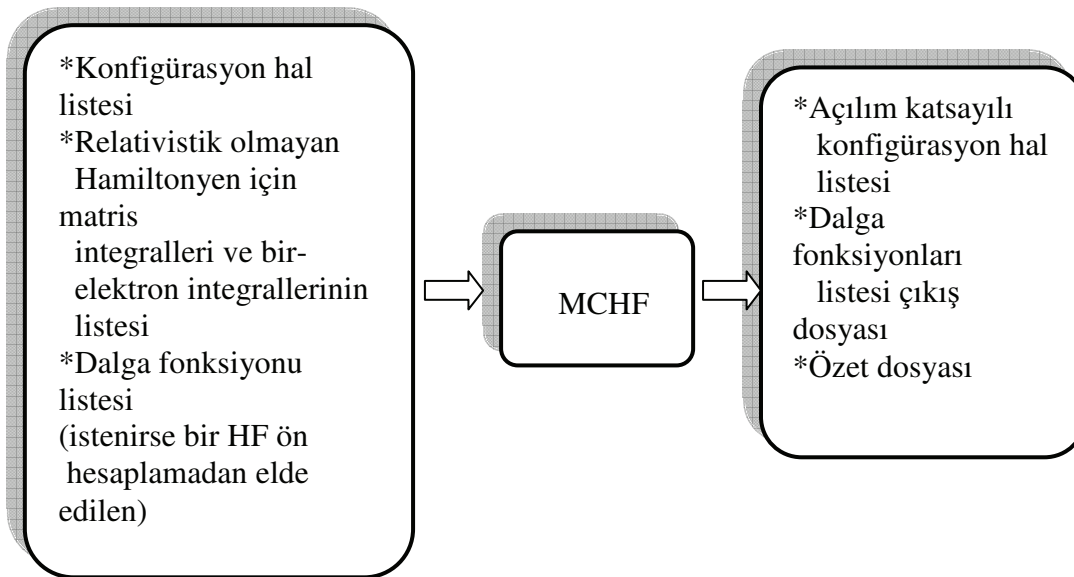 *Konfigürasyon hal
listesi
*Relativistik olmayan
Hamiltonyen için
matris
integralleri ve bir-
elektron integrallerinin
listesi
*Dalga fonksiyonu
listesi
(istenirse bir HF ön
hesaplamadan elde
edilen)
MCHF
*Açılım katsayılı
konfigürasyon hal
listesi
*Dalga
fonksiyonları
listesi çıkış
dosyası
*Özet dosyası